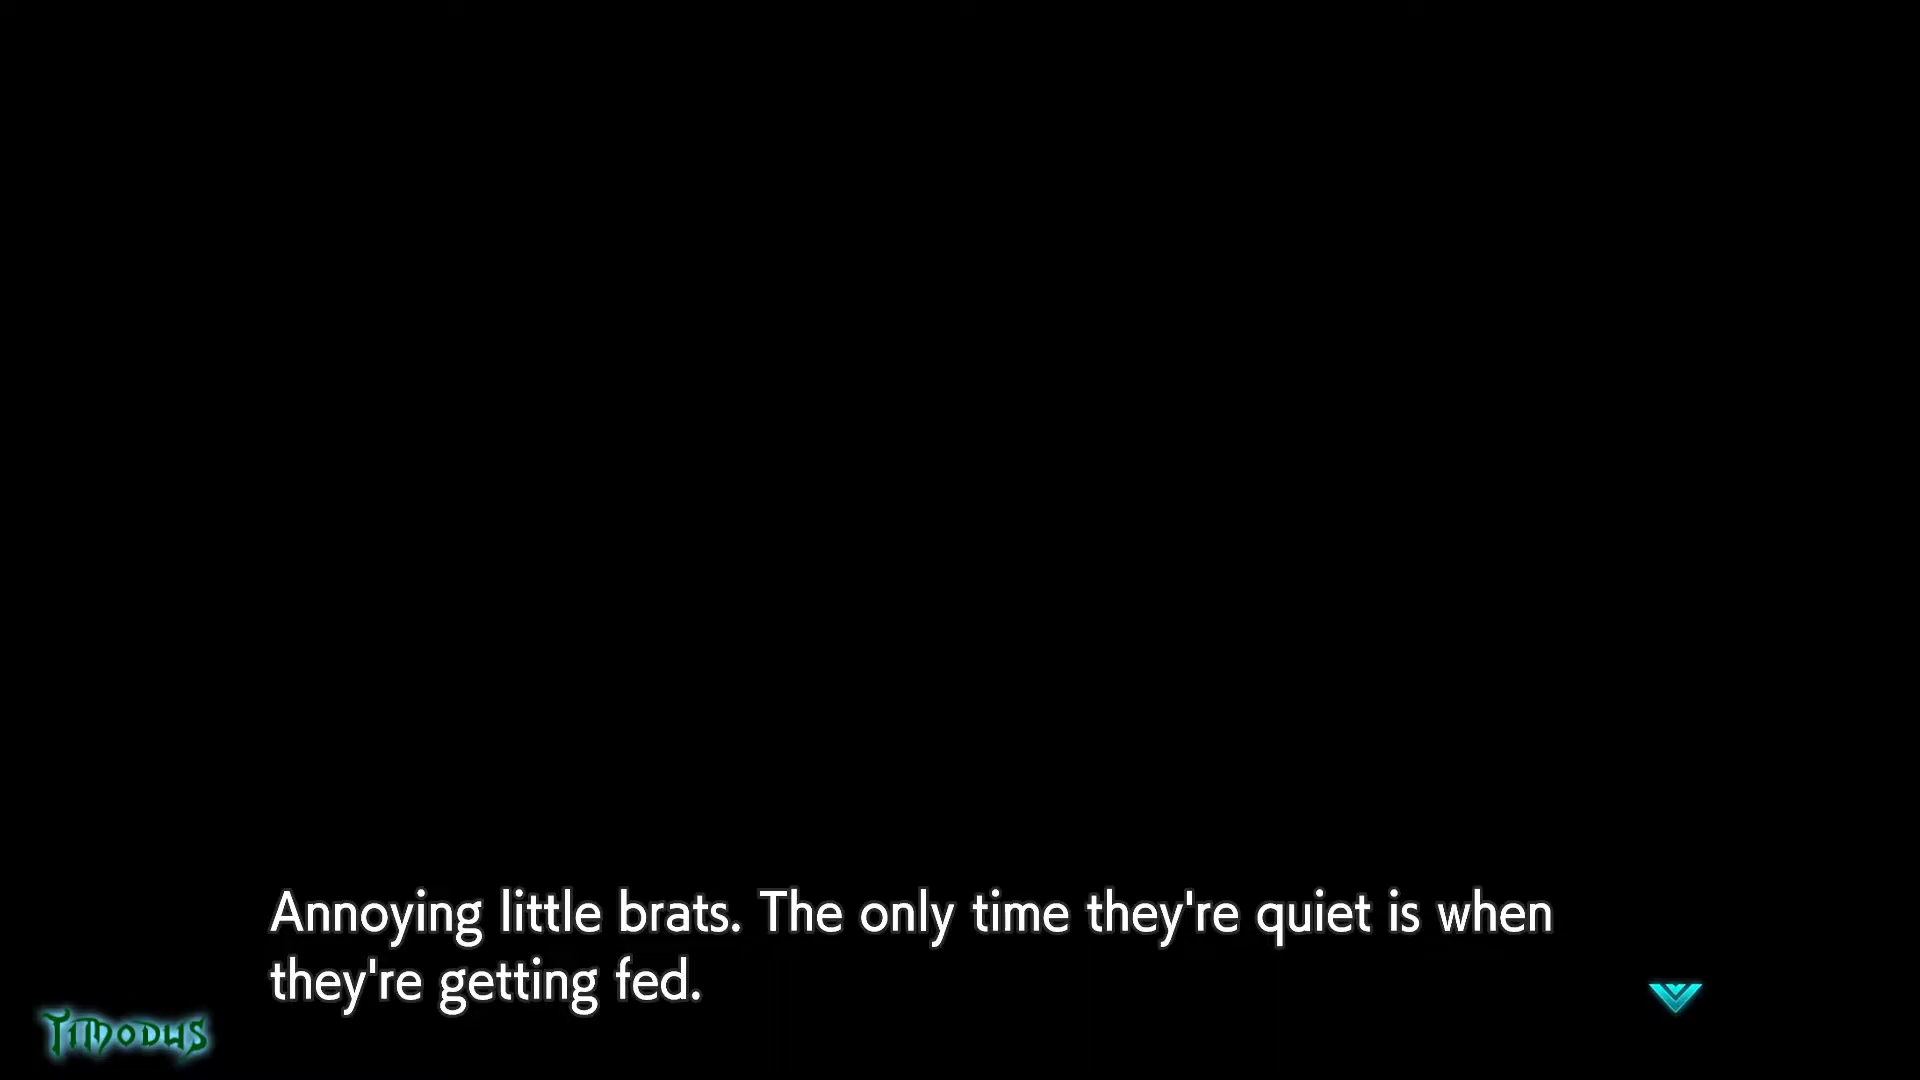 Annoying little brats. The only time they're quiet is when
they're getting fed.
TIMODUS